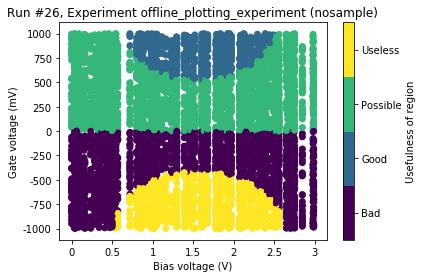 Run #26, Experiment offline_plotting_experiment (nosample)
1000
750
500
250
0
-250
-500
-750
-1000
Gate voltage (mV)
0
0.5
1
1.5
2
2.5
3
Bias voltage (V)
Useless
Possible
Good
Bad
Usefulness of region